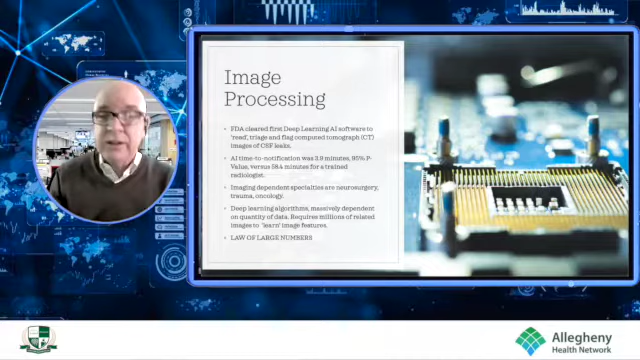 Image
Processing
• FDA cleared first Deep Learning AI software to
'read', triage and flag computed tomograph (CT)
images of CSF leaks.
• AI time-to-notification was 3.8 minutes, 95% P-
Value, versus 58.4 minutes for a trained
radiologist.
• Imaging dependent specialties are neurosurgery,
trauma, oncology.
• Deep learning algorithms, massively dependent
on quantity of data. Requires millions of related
images to 'learn' image features.
• LAW OF LARGE NUMBERS
Allegheny
Health Network